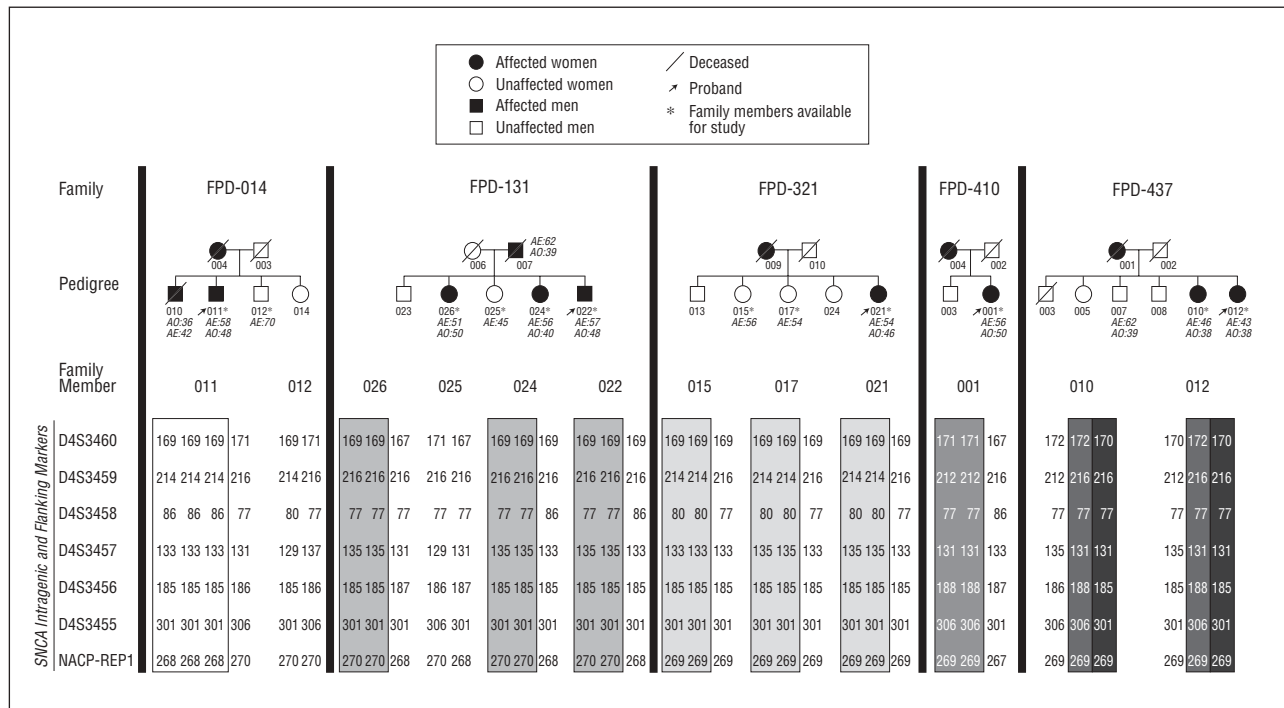 Affected women
Unaffected women
Affected men
Unaffected men
Deceased
Proband
* Family members available
for study
Family FPD-014 FPD-131 FPD-321 FPD-410 FPD-437
Pedigree
004 003
010 AO:36 AE:42
011* AE:58 AO:48
012* AE:70
014
006 007 AE:62 AO:39
023
026* AE:51 AO:50
025* AE:45
024* AE:56 AO:40
022* AE:57 AO:48
009 010
013
015* AE:56
017* AE:54
024
021* AE:54 AO:46
004 002
003
001* AE:56 AO:50
001 002
003
005
007 AE:62 AO:39
008
010* AE:46 AO:38
012* AE:43 AO:38
Family
Member 011 012 026 025 024 022 015 017 021 001 010 012
SNCA Intragenic and Flanking Markers
D4S3460 169 169 169 171 169 171 169 169 167 171 167 169 169 169 169 169 169 169 169 169 169 169 169 169 169 169 171 171 167 172 172 170 170 172 170
D4S3459 214 214 214 216 214 216 216 216 216 216 216 216 216 216 216 216 216 214 214 216 214 214 216 214 214 216 212 212 216 212 216 216 212 216 216
D4S3458 86 86 86 77 80 77 77 77 77 77 77 77 77 86 77 77 86 80 80 77 80 80 77 80 80 77 77 77 86 77 77 77 77 77 77
D4S3457 133 133 133 131 129 137 135 135 131 129 131 135 135 133 135 135 133 133 133 133 135 135 133 135 135 133 131 131 133 135 131 131 135 131 131
D4S3456 185 185 185 186 185 186 185 185 187 186 187 185 185 185 185 185 185 185 185 185 185 185 185 185 185 185 188 188 187 186 188 185 185 188 185
D4S3455 301 301 301 306 301 306 301 301 301 306 301 301 301 301 301 301 301 301 301 301 301 301 301 301 301 301 306 306 301 306 306 301 301 306 301
NACP-REP1 268 268 268 270 270 270 270 270 268 270 268 270 270 268 270 270 268 269 269 269 269 269 269 269 269 269 269 269 267 269 269 269 269 269 269